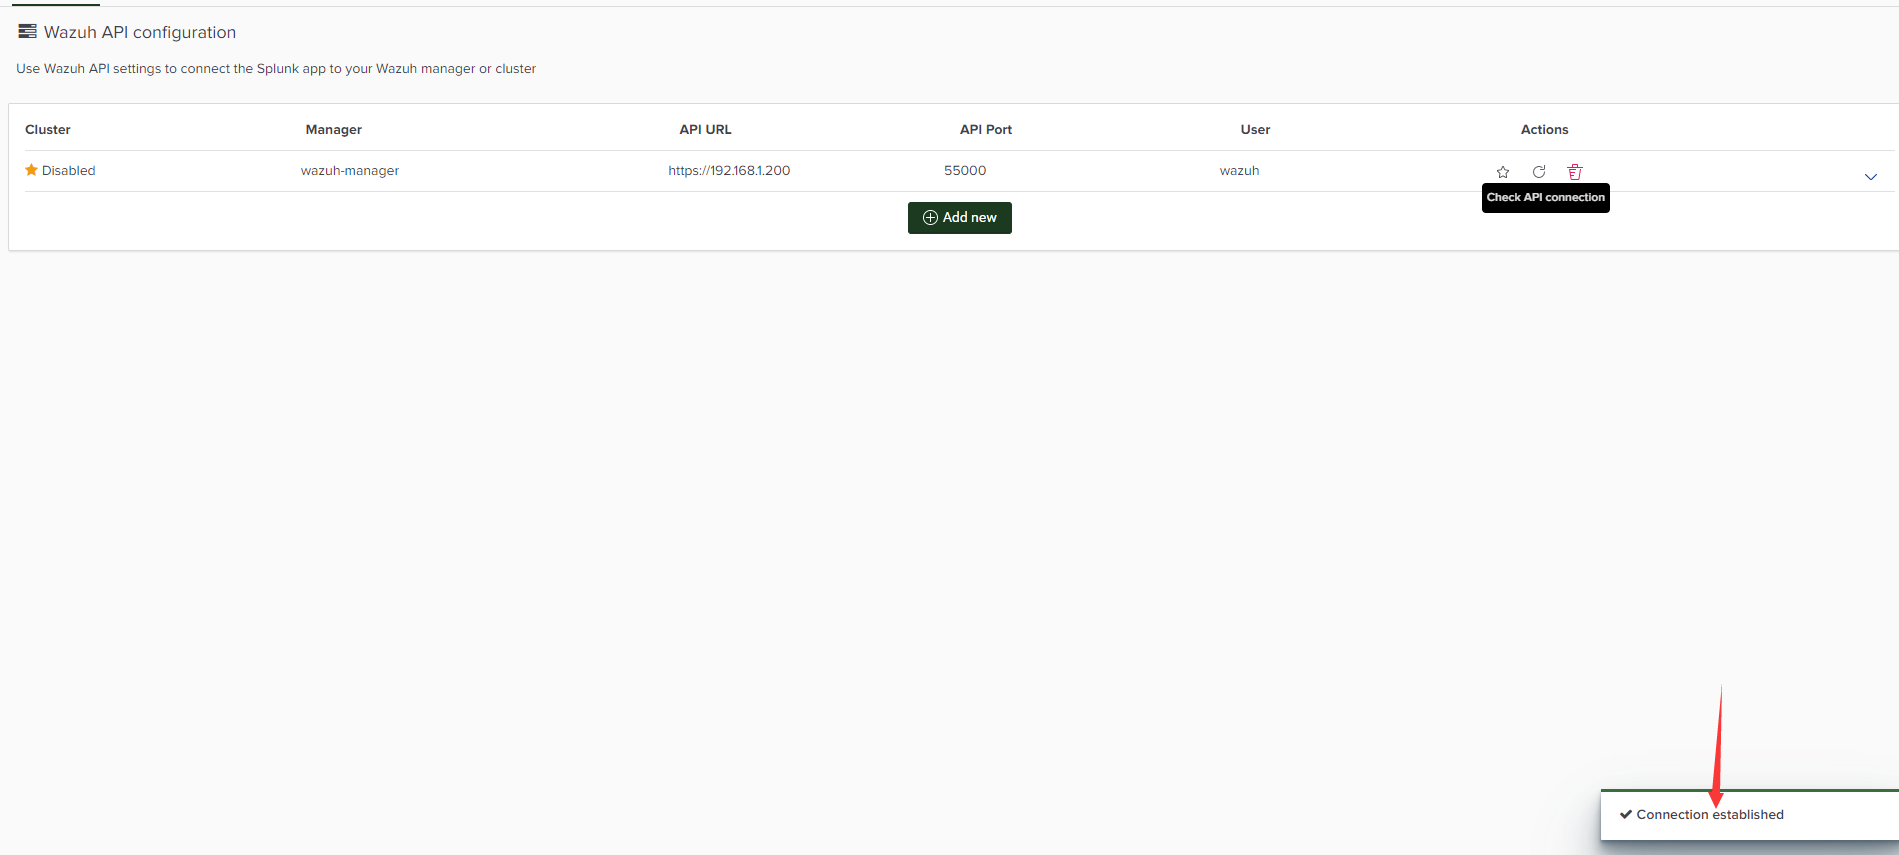 Wazuh API configuration
Use Wazuh API settings to connect the Splunk app to your Wazuh manager or cluster
Cluster Manager API URL API Port User Actions
Disabled wazuh-manager https://192.168.1.200 55000 wazuh
Check API connection
Add new
Connection established